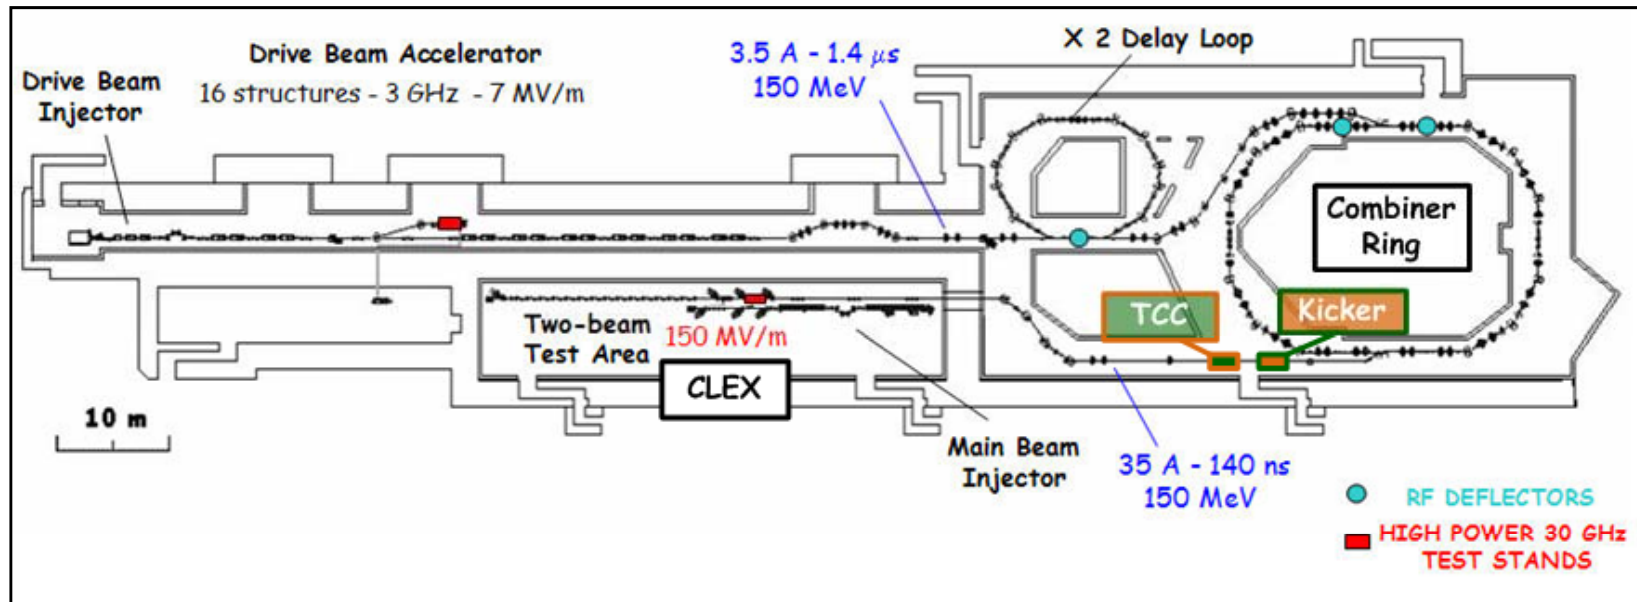 Drive Beam Accelerator
16 structures - 3 GHz - 7 MV/m
Drive Beam
Injector
3.5 A - 1.4 μs
150 MeV
X 2 Delay Loop
Combiner
Ring
TCC
Kicker
Two-beam
Test Area
150 MV/m
CLEX
10 m
Main Beam
Injector
35 A - 140 ns
150 MeV
RF DEFLECTORS
HIGH POWER 30 GHz
TEST STANDS